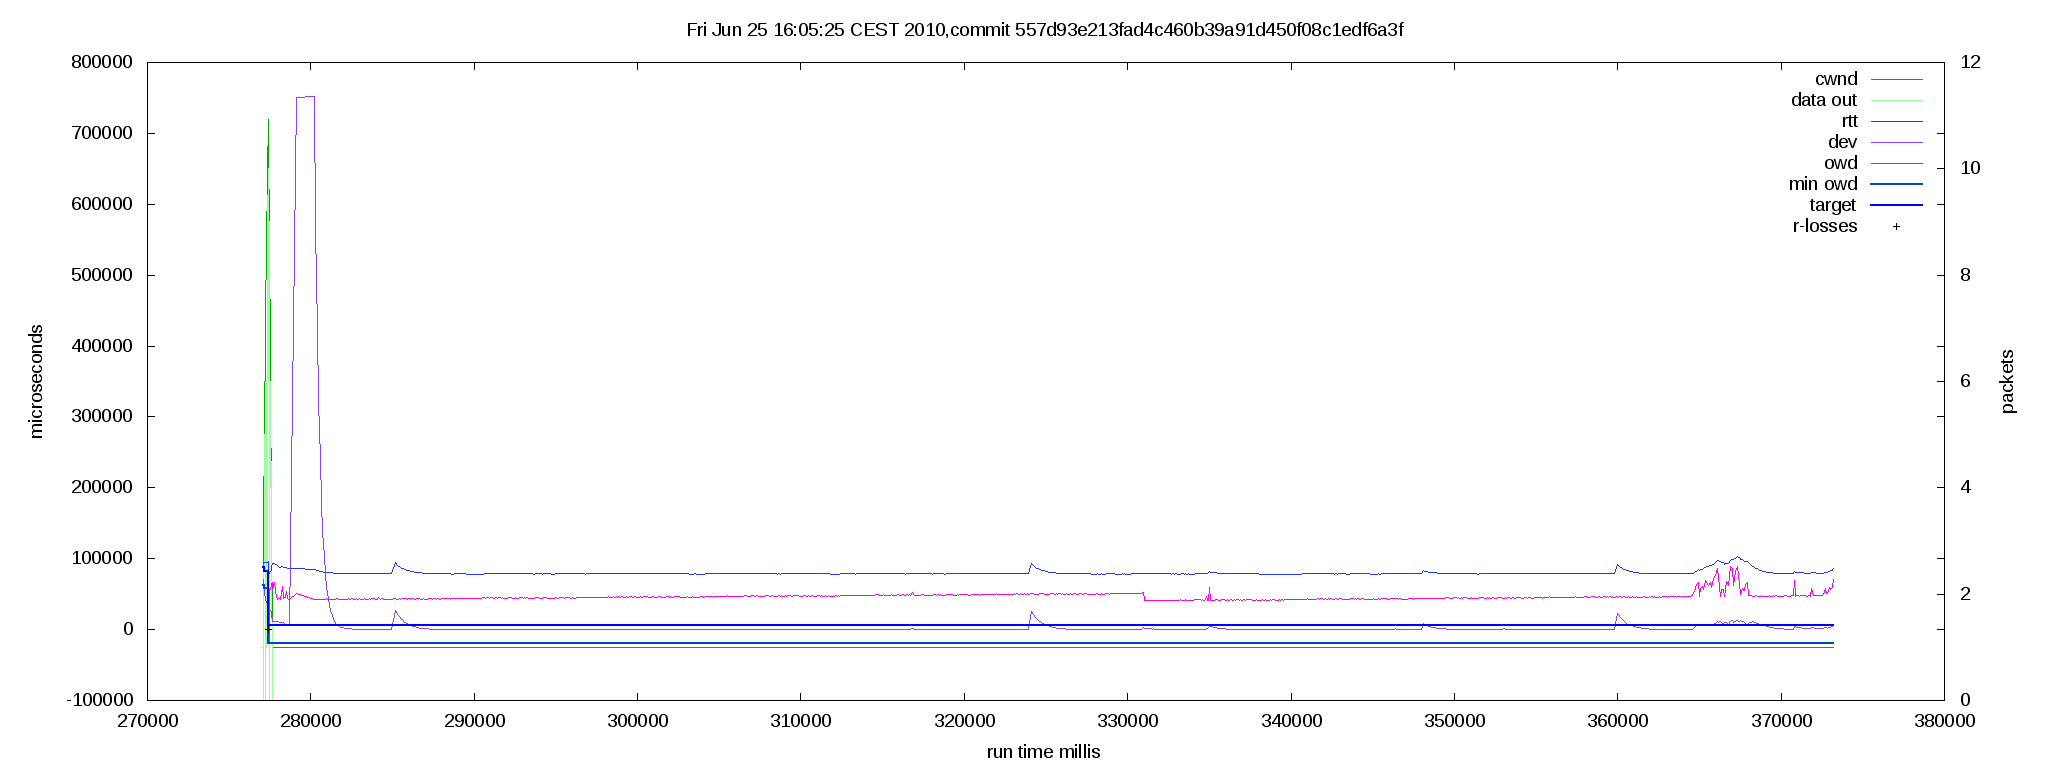 Fri Jun 25 16:05:25 CEST 2010,commit 557d93e213fad4c460b39a91d450f08c1edf6a3f
800000
700000
600000
500000
400000
300000
200000
100000
0
-100000
microseconds
12
10
8
6
4
2
0
packets
cwnd
data out
rtt
dev
owd
min owd
target
r-losses
270000 280000 290000 300000 310000 320000 330000 340000 350000 360000 370000 380000
run time millis